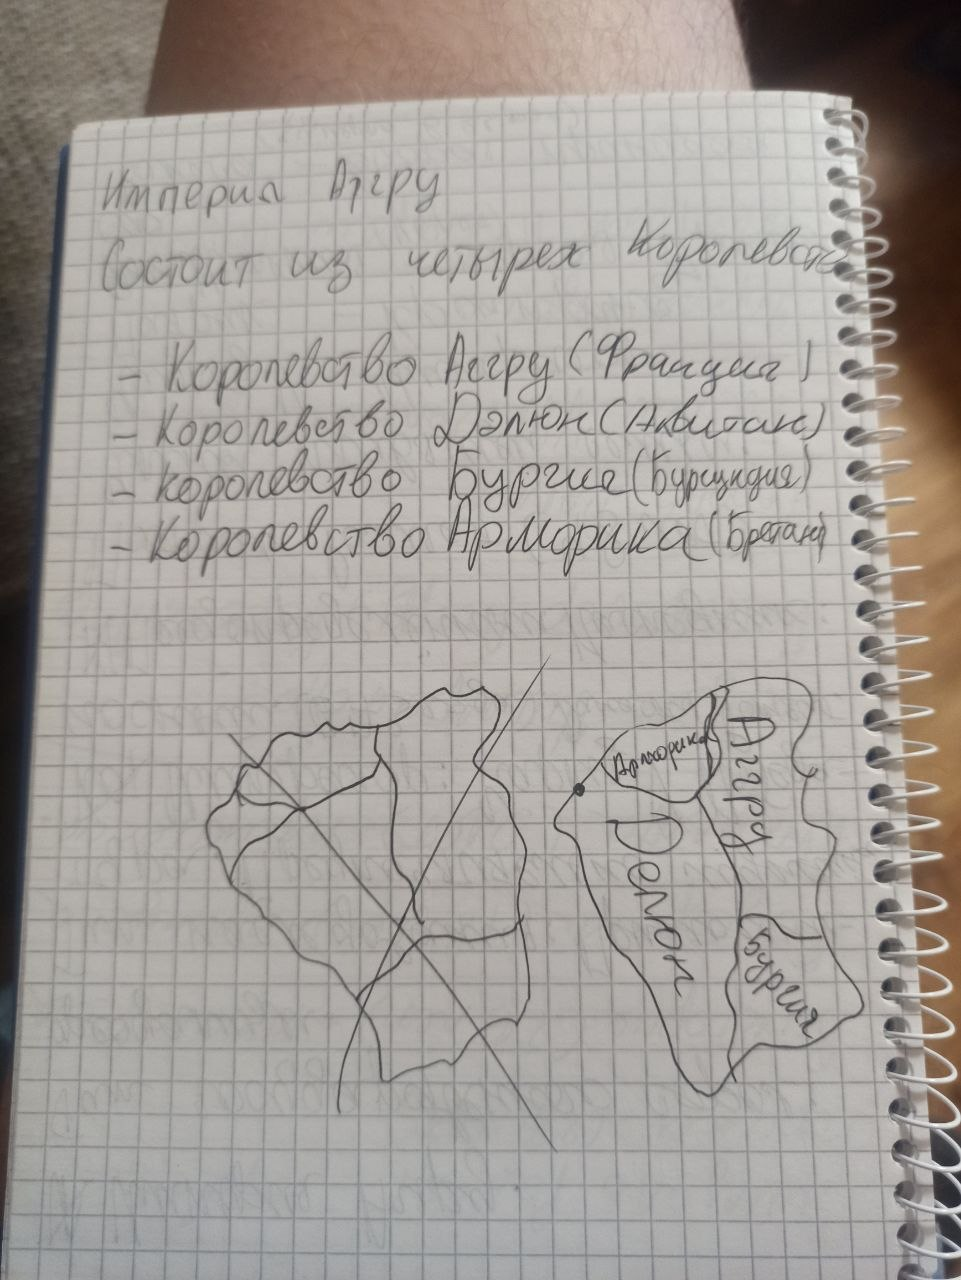 Империя Аггру
Состоит из четырех Королевств
- Королевство Аггру (Франция)
- Королевство Дэлюн (Аквитан)
- королевство Бургия (Бургундия)
- Королевство Арморика (Бретань)
Арморика
Аггру
Делюн
Бургия